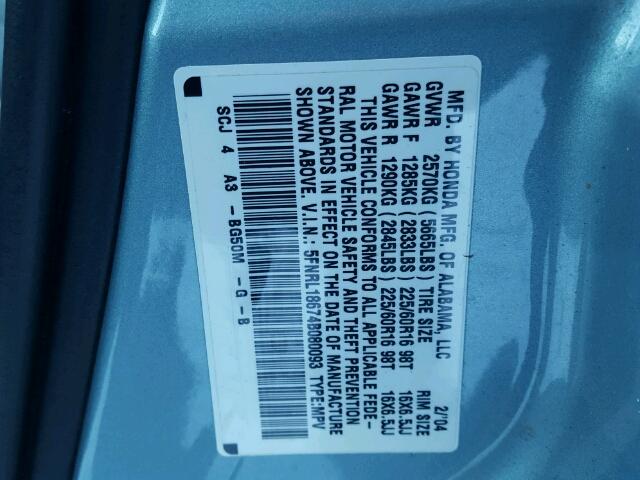 MFD. BY HONDA MFG. OF ALABAMA, LLC 2/'04
GVWR 2570KG (5665LBS) TIRE SIZE RIM SIZE
GAWR F 1285KG (2833LBS) 225/60R16 98T 16X6.5JJ
GAWR R 1290KG (2845LBS) 225/60R16 98T 16X6.5JJ
THIS VEHICLE CONFORMS TO ALL APPLICABLE FEDE-
RAL MOTOR VEHICLE SAFETY AND THEFT PREVENTION
STANDARDS IN EFFECT ON THE DATE OF MANUFACTURE
SHOWN ABOVE. V.I.N.: 5FNRL18674B080093 TYPE:MPV
SCJ 4 A3 - BG50M - G - B